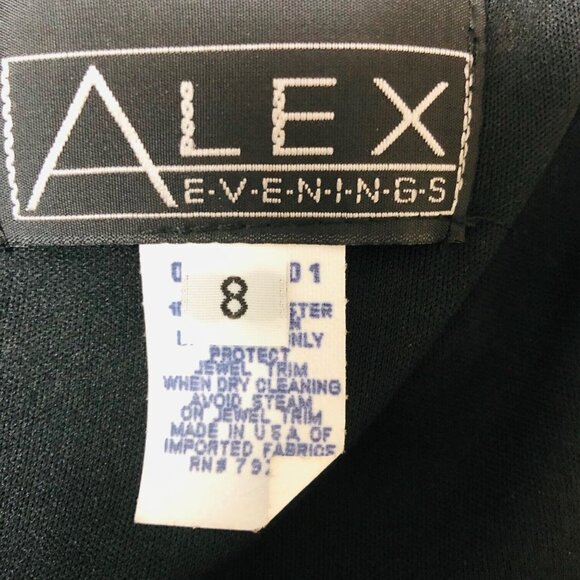 ALEX
E·V·E·N·I·N·G·S
8
PROTECT
JEWEL TRIM
WHEN DRY CLEANING
AVOID STEAM
ON JEWEL TRIM
MADE IN U.S.A. OF
IMPORTED FABRICS
RN#